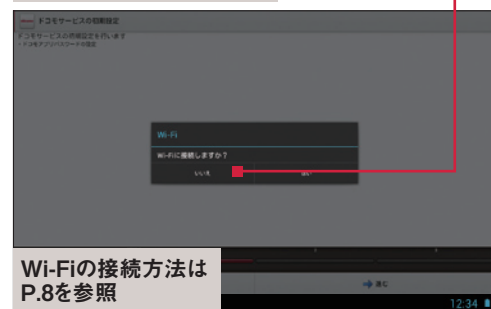 ドコモサービスの初期設定
ドコモサービスの初期設定を行います
・ドコモアプリパスワードの設定
Wi-Fi
Wi-Fiに接続しますか？
いいえ
はい
Wi-Fiの接続方法は
P.8を参照
進む
12:34